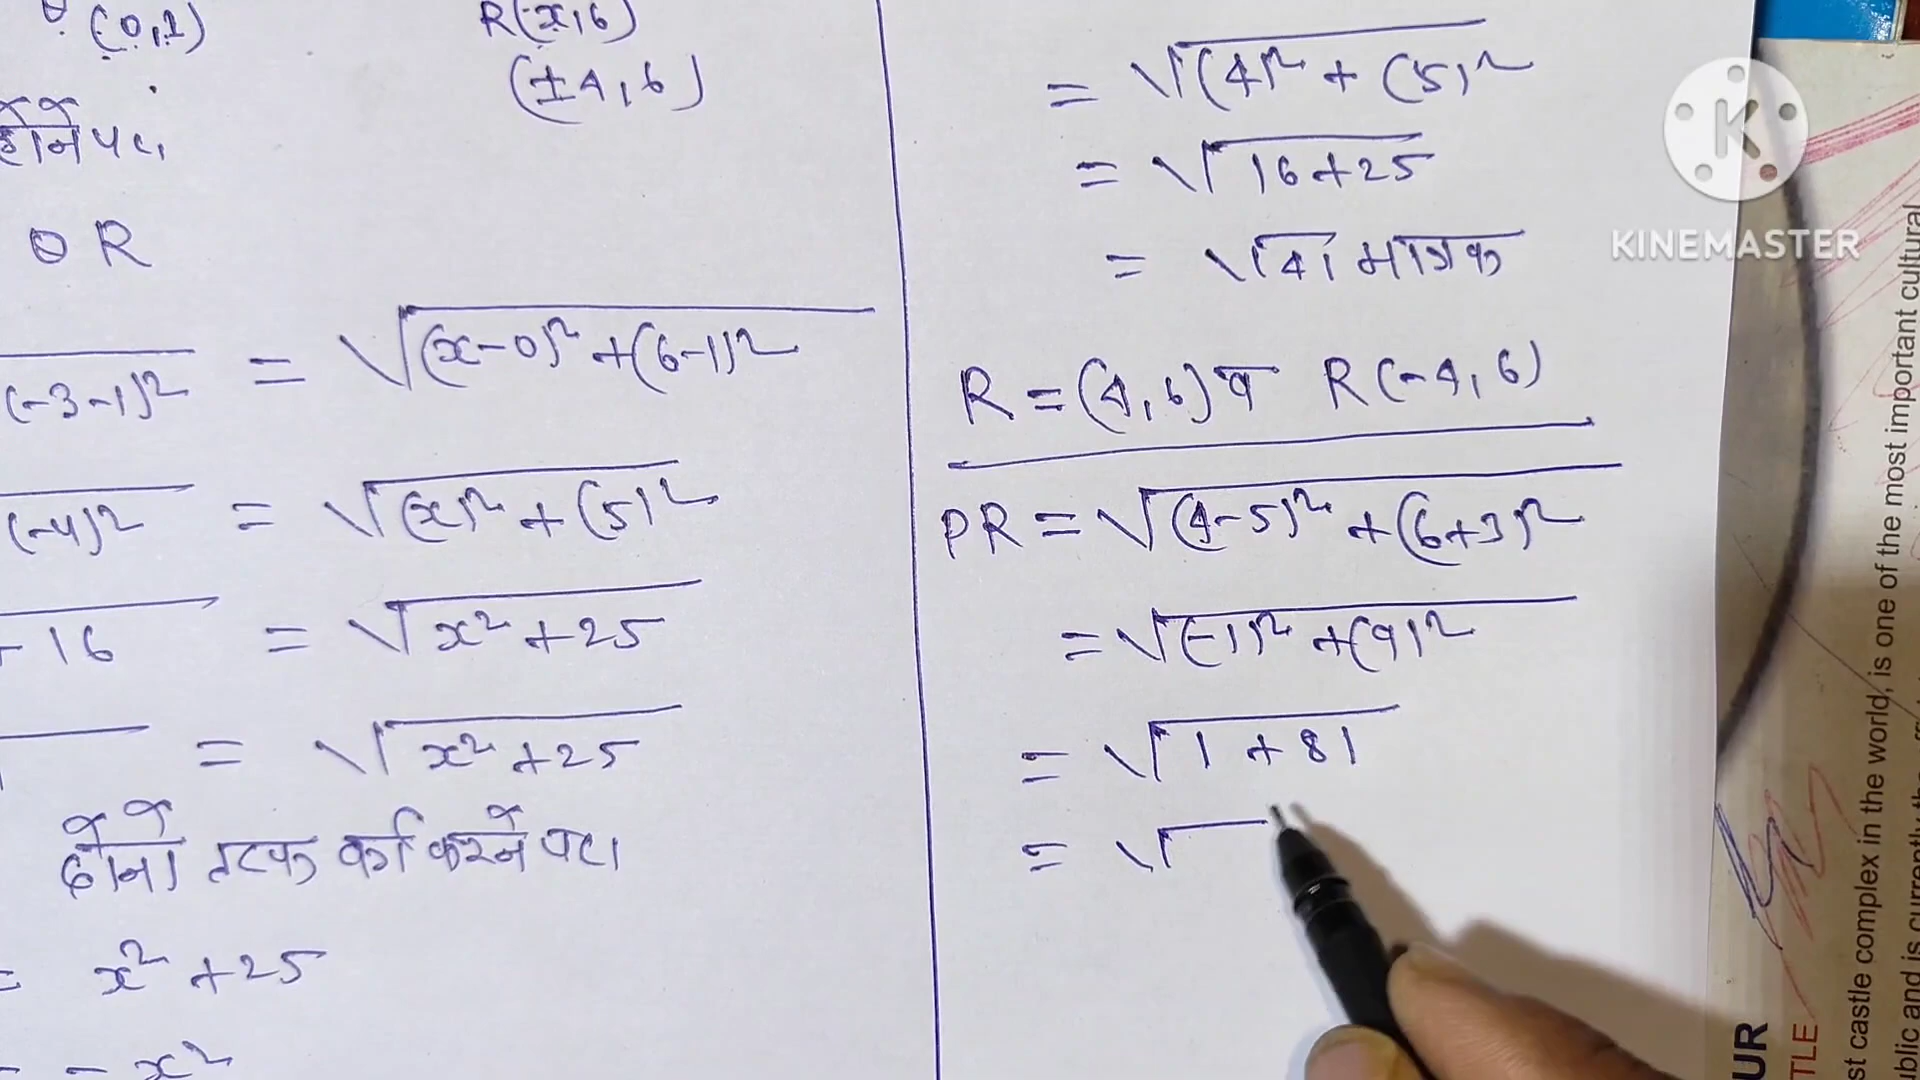 (0,1)
R(x,6)
(±4,6)
होने पर,
θR
(-3-1)² = √(x-0)²+(6-1)²
(-4)² = √(x)²+(5)²
16 = √x²+25
= √x²+25
दोनों तरफ वर्ग करने पर।
= x²+25
- x²
= √(4)²+(5)²
= √16+25
= √41 मात्रक
R=(4,6) व R(-4,6)
PR=√(4-5)²+(6+3)²
=√(-1)²+(9)²
= √1+81
= √
KINEMASTER
st castle complex in the world, is one of the most important cultural
UR
TLE